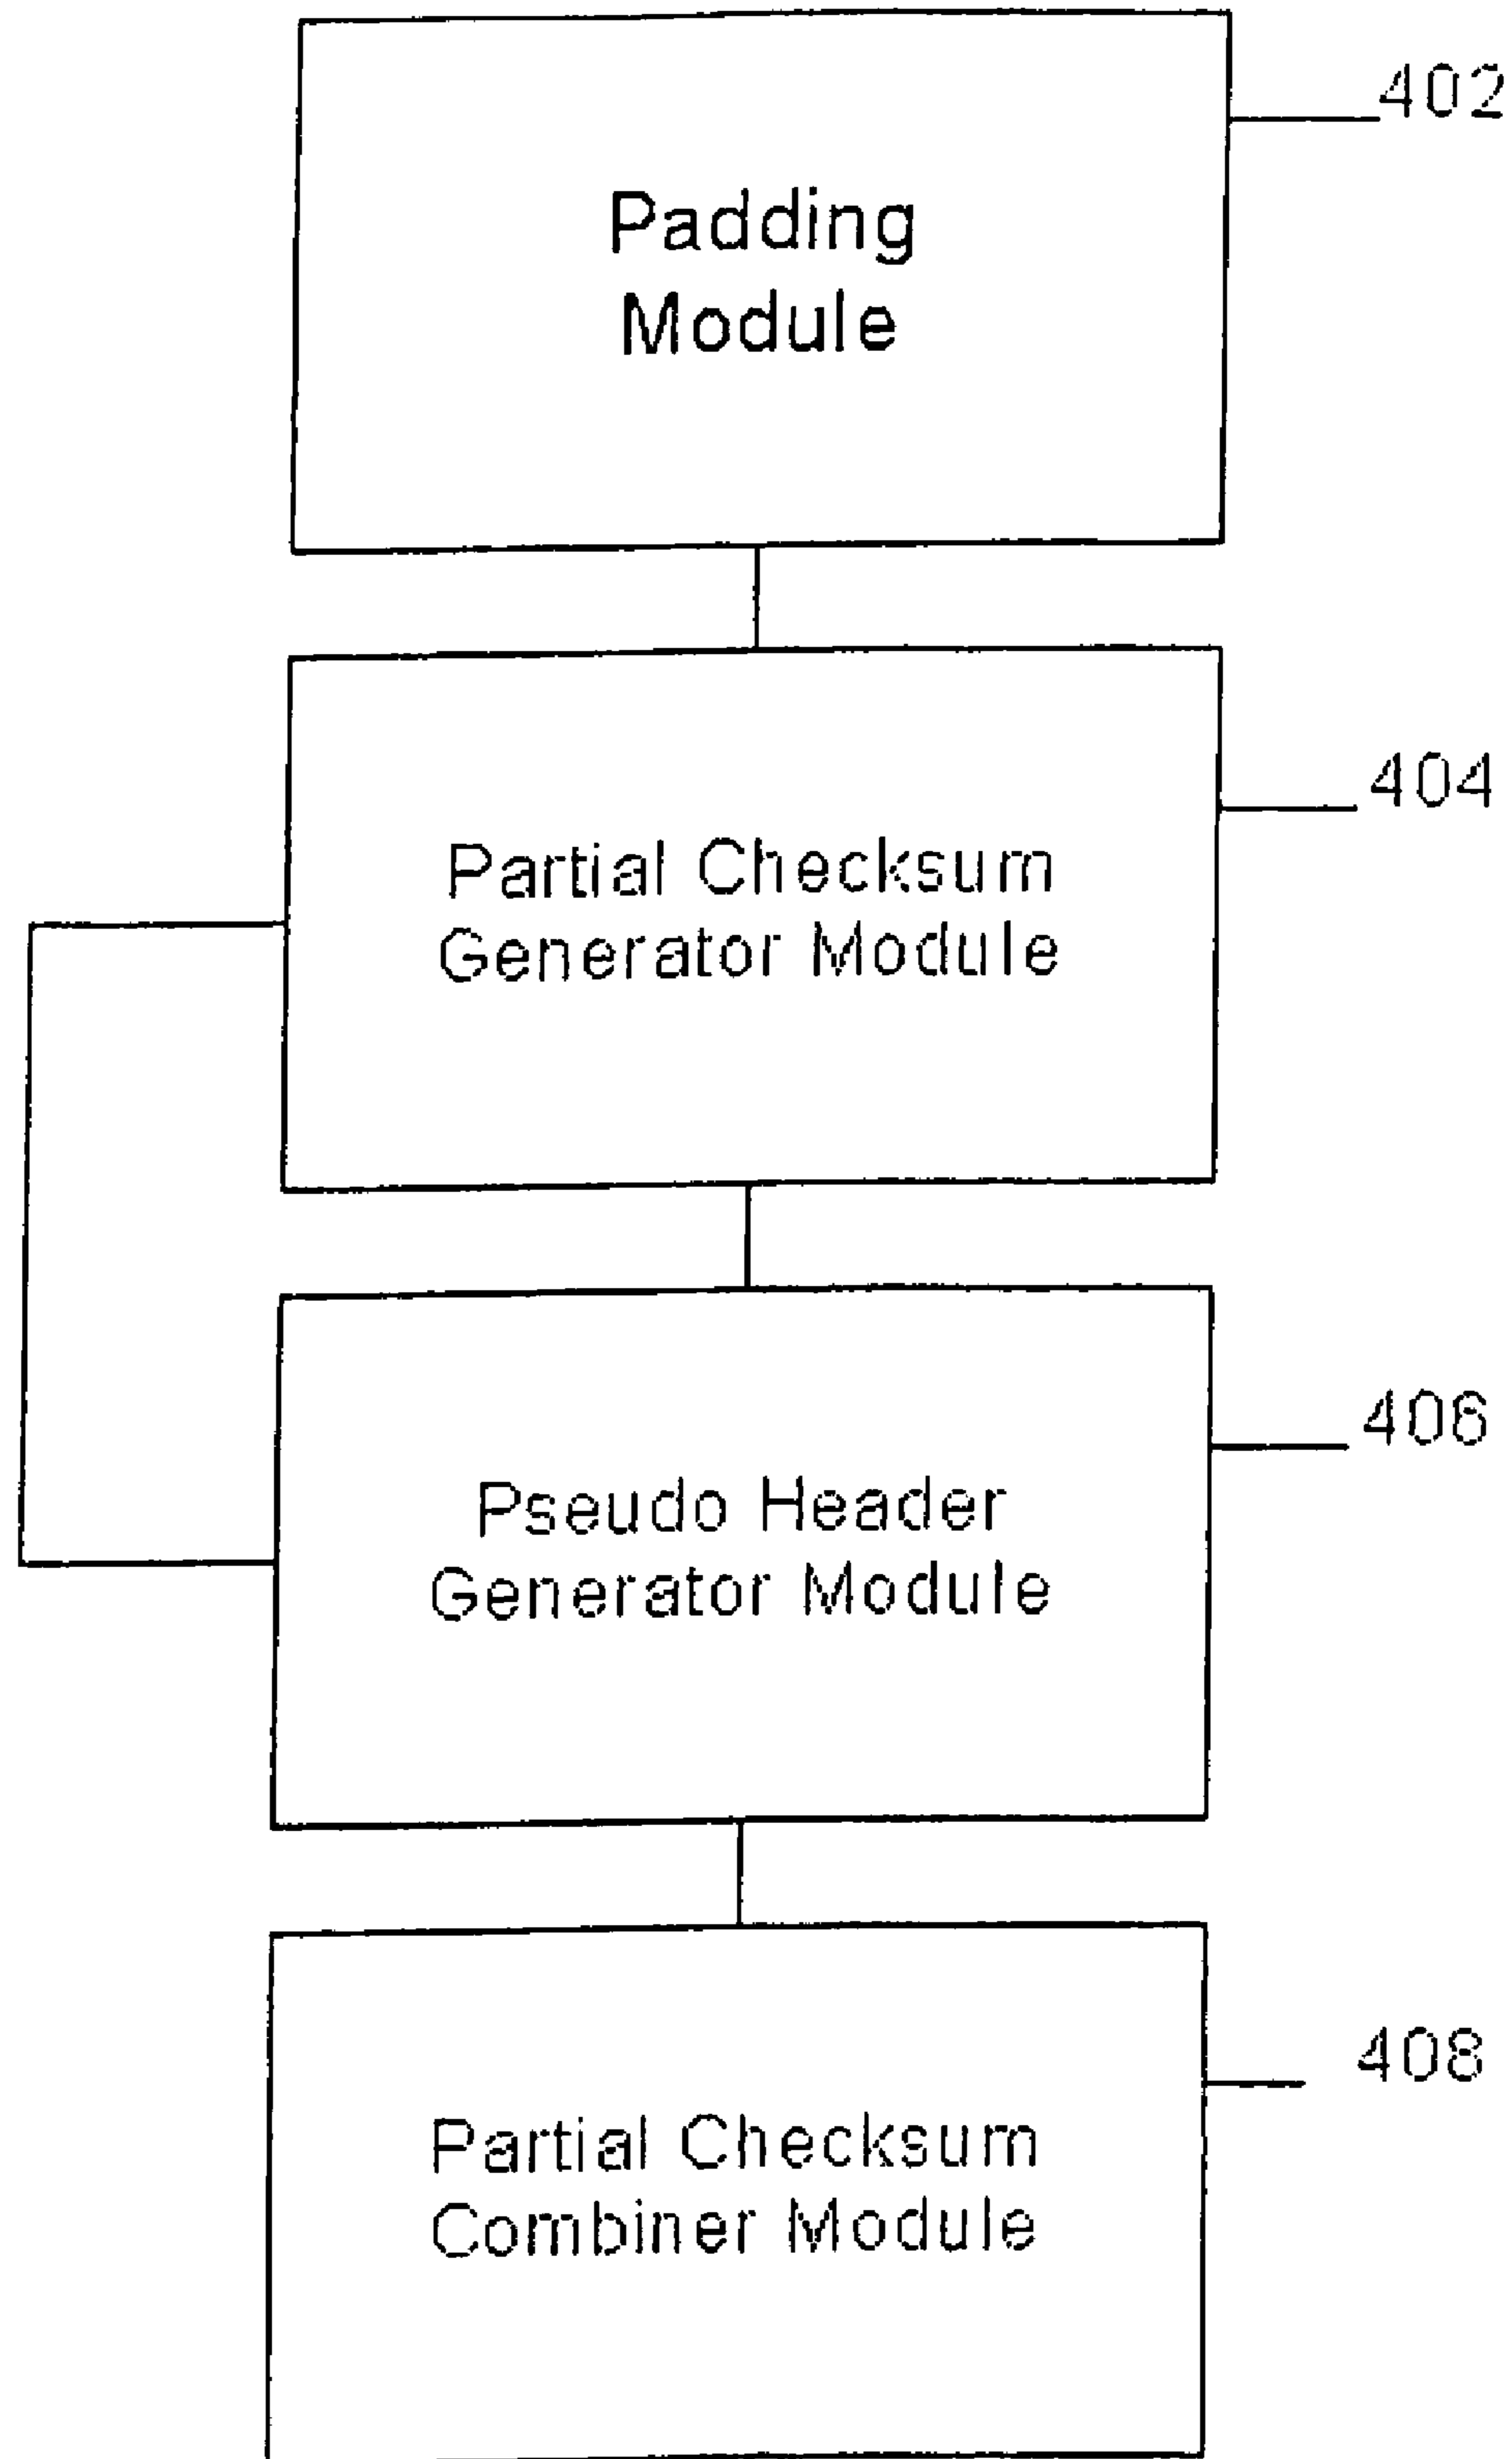 402
Padding
Module
404
Partial Checksum
Generator Module
406
Pseudo Header
Generator Module
408
Partial Checksum
Combiner Module